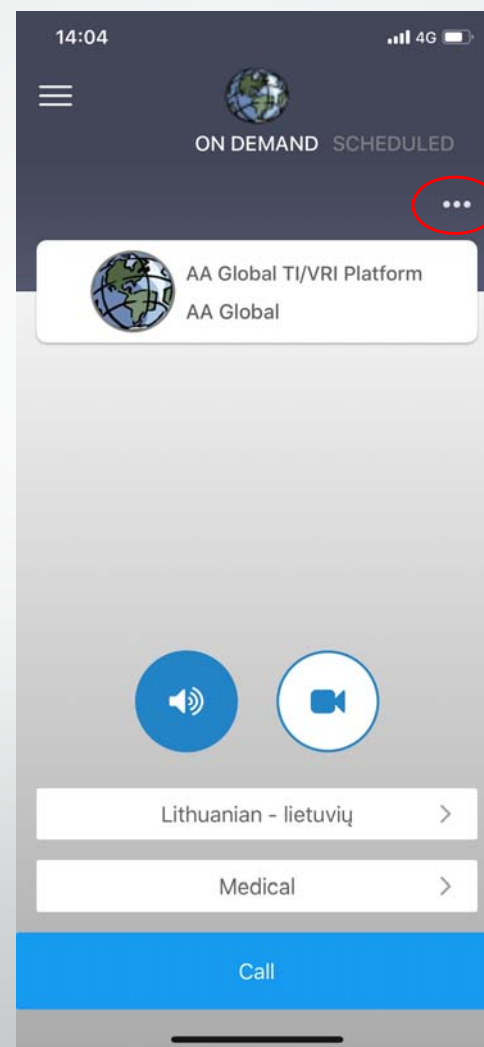 14:04 4G
ON DEMAND SCHEDULED
AA Global TI/VRI Platform
AA Global
Lithuanian - lietuvių
Medical
Call